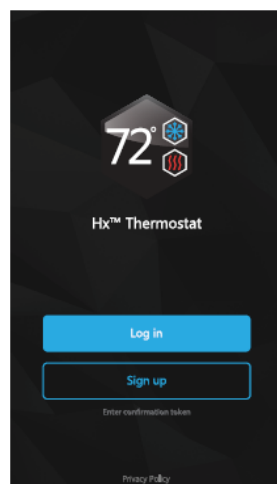 72°
Hx™ Thermostat
Log in
Sign up
Enter confirmation token
Privacy Policy